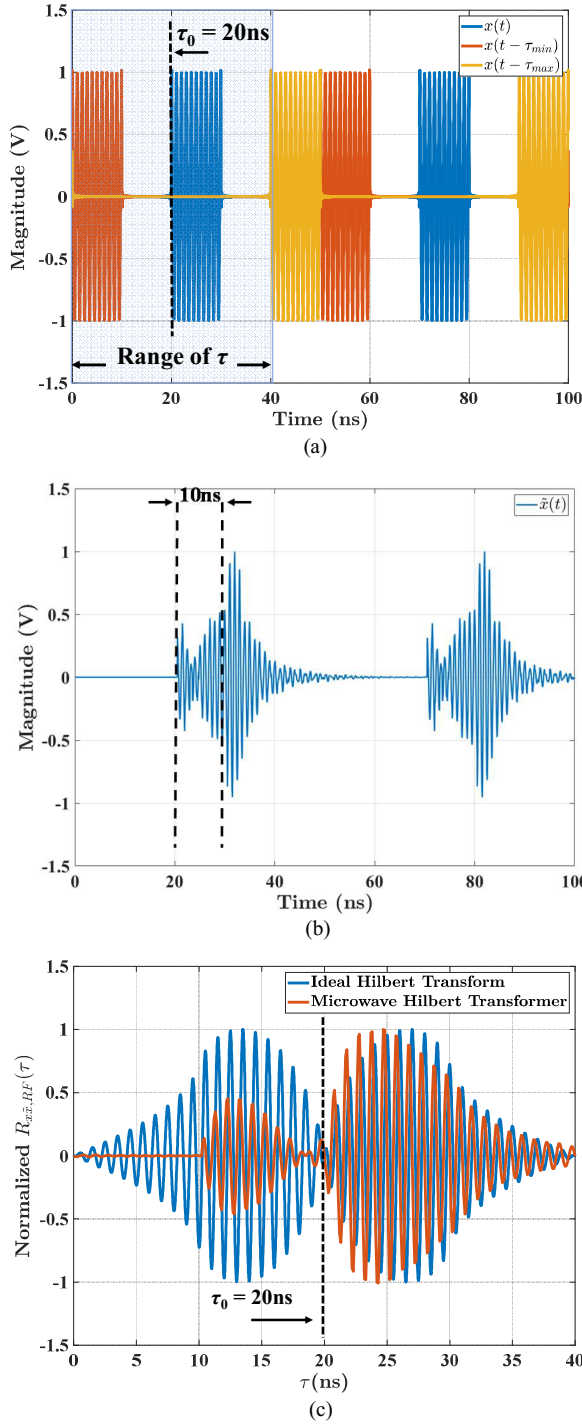 τ₀ = 20ns
x(t)
x(t − τ_min)
x(t − τ_max)
1.5
1
0.5
0
-0.5
-1
-1.5
Magnitude (V)
Range of τ
0 20 40 60 80 100
Time (ns)
(a)
10ns
x̃(t)
1.5
1
0.5
0
-0.5
-1
-1.5
Magnitude (V)
0 20 40 60 80 100
Time (ns)
(b)
Ideal Hilbert Transform
Microwave Hilbert Transformer
1.5
1
0.5
0
-0.5
-1
-1.5
Normalized R_{xx̃,RF}(τ)
τ₀ = 20ns
0 5 10 15 20 25 30 35 40
τ(ns)
(c)